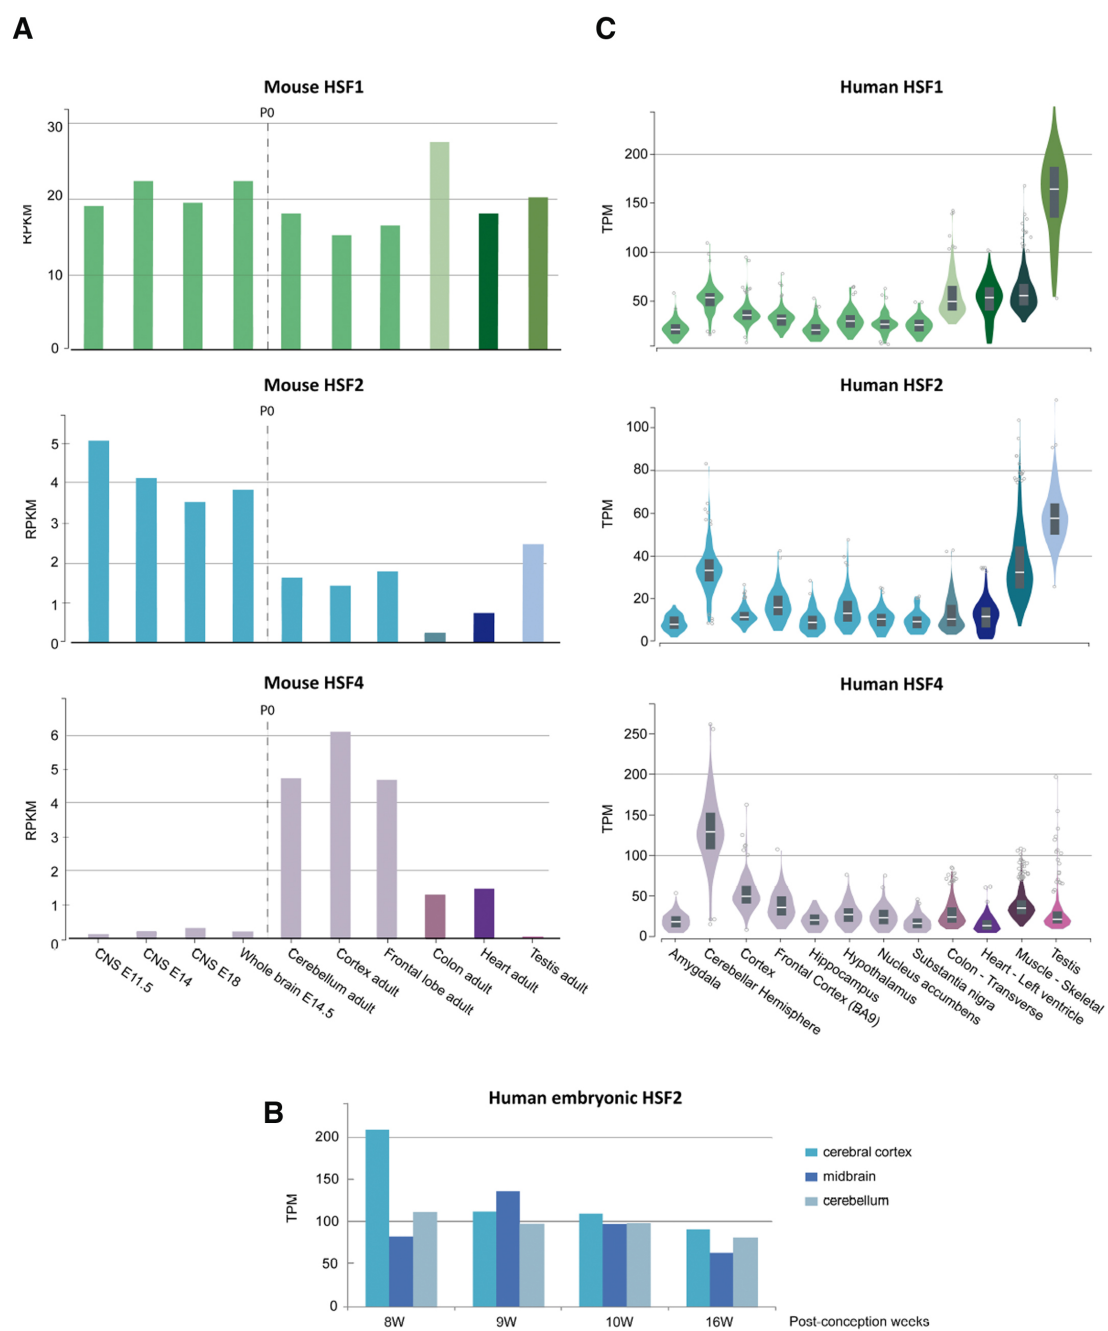 A
Mouse HSF1
P0
RPKM
30
20
10
0
Mouse HSF2
P0
RPKM
5
4
3
2
1
0
Mouse HSF4
P0
RPKM
6
5
4
3
2
1
0
CNS E11.5
CNS E14
CNS E18
Whole brain E14.5
Cerebellum adult
Cortex adult
Frontal lobe adult
Colon adult
Heart adult
Testis adult
C
Human HSF1
TPM
200
150
100
50
Human HSF2
TPM
100
80
60
40
20
0
Human HSF4
TPM
250
200
150
100
50
0
Amygdala
Cerebellar Hemisphere
Cortex
Frontal Cortex (BA9)
Hippocampus
Hypothalamus
Nucleus accumbens
Substantia nigra
Colon - Transverse
Heart - Left ventricle
Muscle - Skeletal
Testis
B
Human embryonic HSF2
TPM
200
150
100
50
0
8W
9W
10W
16W
Post-conception weeks
cerebral cortex
midbrain
cerebellum